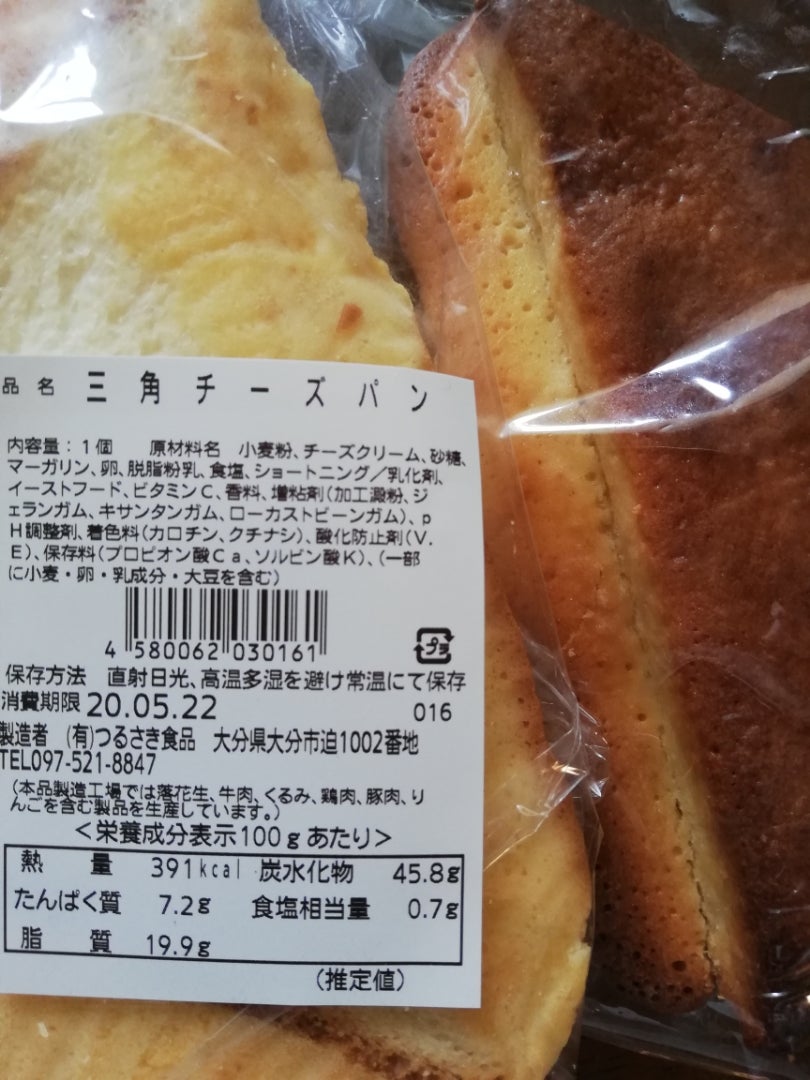 品名 三角チーズパン
内容量：1個 原材料名 小麦粉、チーズクリーム、砂糖、
マーガリン、卵、脱脂粉乳、食塩、ショートニング／乳化剤、
イーストフード、ビタミンC、香料、増粘剤(加工澱粉、ジ
ェランガム、キサンタンガム、ローカストビーンガム)、p
H調整剤、着色料(カロチン、クチナシ)、酸化防止剤(V.
E)、保存料(プロピオン酸Ca、ソルビン酸K)、(一部
に小麦・卵・乳成分・大豆を含む)
4 580062 030161
プラ
保存方法 直射日光、高温多湿を避け常温にて保存
消費期限 20.05.22
016
製造者 (有)つるさき食品 大分県大分市迫1002番地
TEL097-521-8847
(本品製造工場では落花生、牛肉、くるみ、鶏肉、豚肉、り
んごを含む製品を生産しています。)
＜栄養成分表示100gあたり＞
熱量 391kcal 炭水化物 45.8g
たんぱく質 7.2g 食塩相当量 0.7g
脂質 19.9g
(推定値)